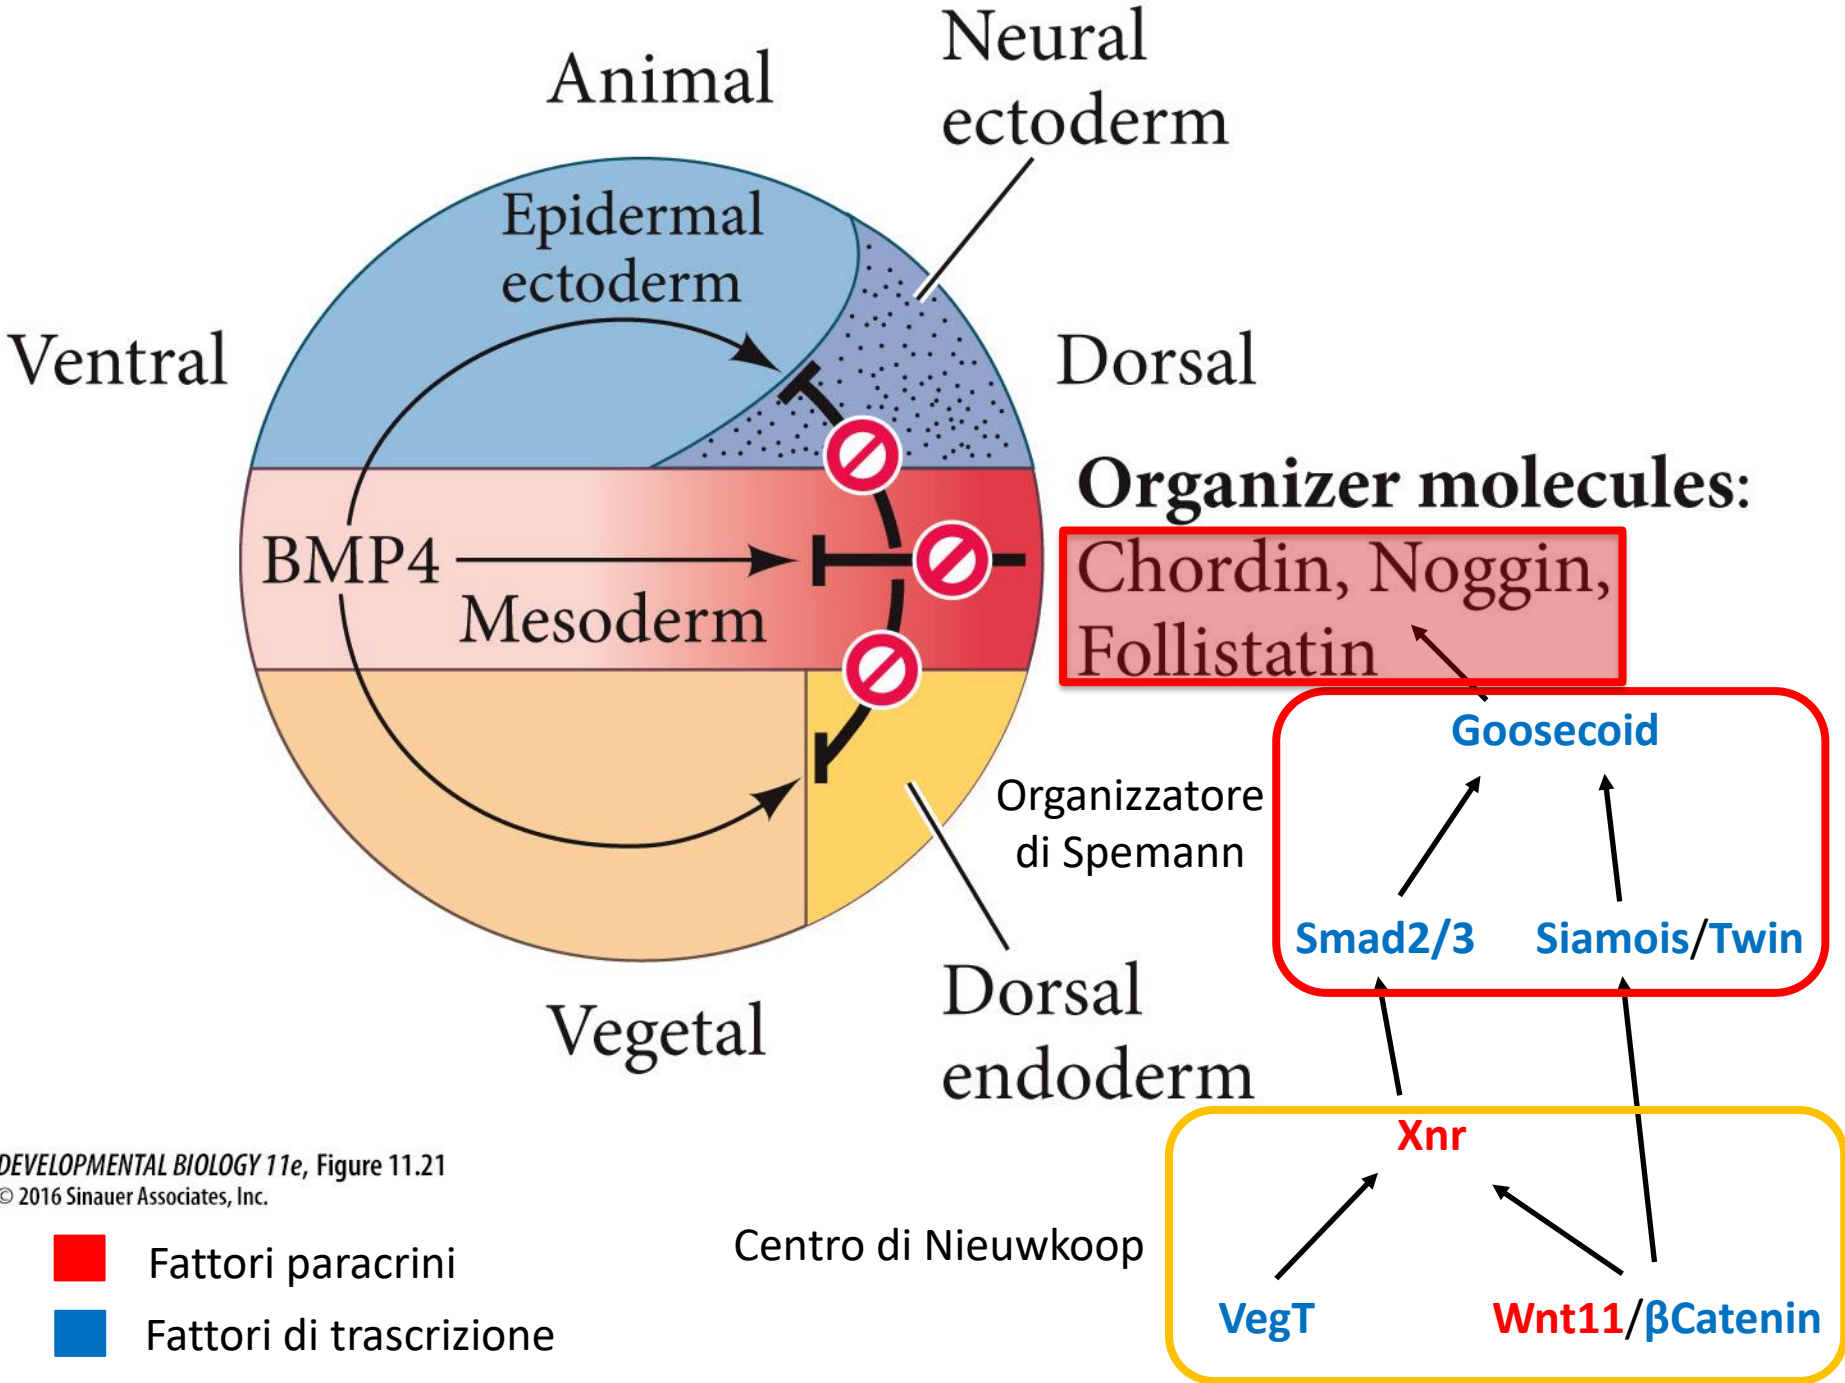 Neural
ectoderm
Animal
Epidermal
ectoderm
Ventral
Dorsal
Organizer molecules:
Chordin, Noggin,
Follistatin
BMP4
Mesoderm
Goosecoid
Organizzatore
di Spemann
Smad2/3 Siamois/Twin
Vegetal
Dorsal
endoderm
Xnr
DEVELOPMENTAL BIOLOGY 11e, Figure 11.21
© 2016 Sinauer Associates, Inc.
Centro di Nieuwkoop
Fattori paracrini
VegT Wnt11/βCatenin
Fattori di trascrizione